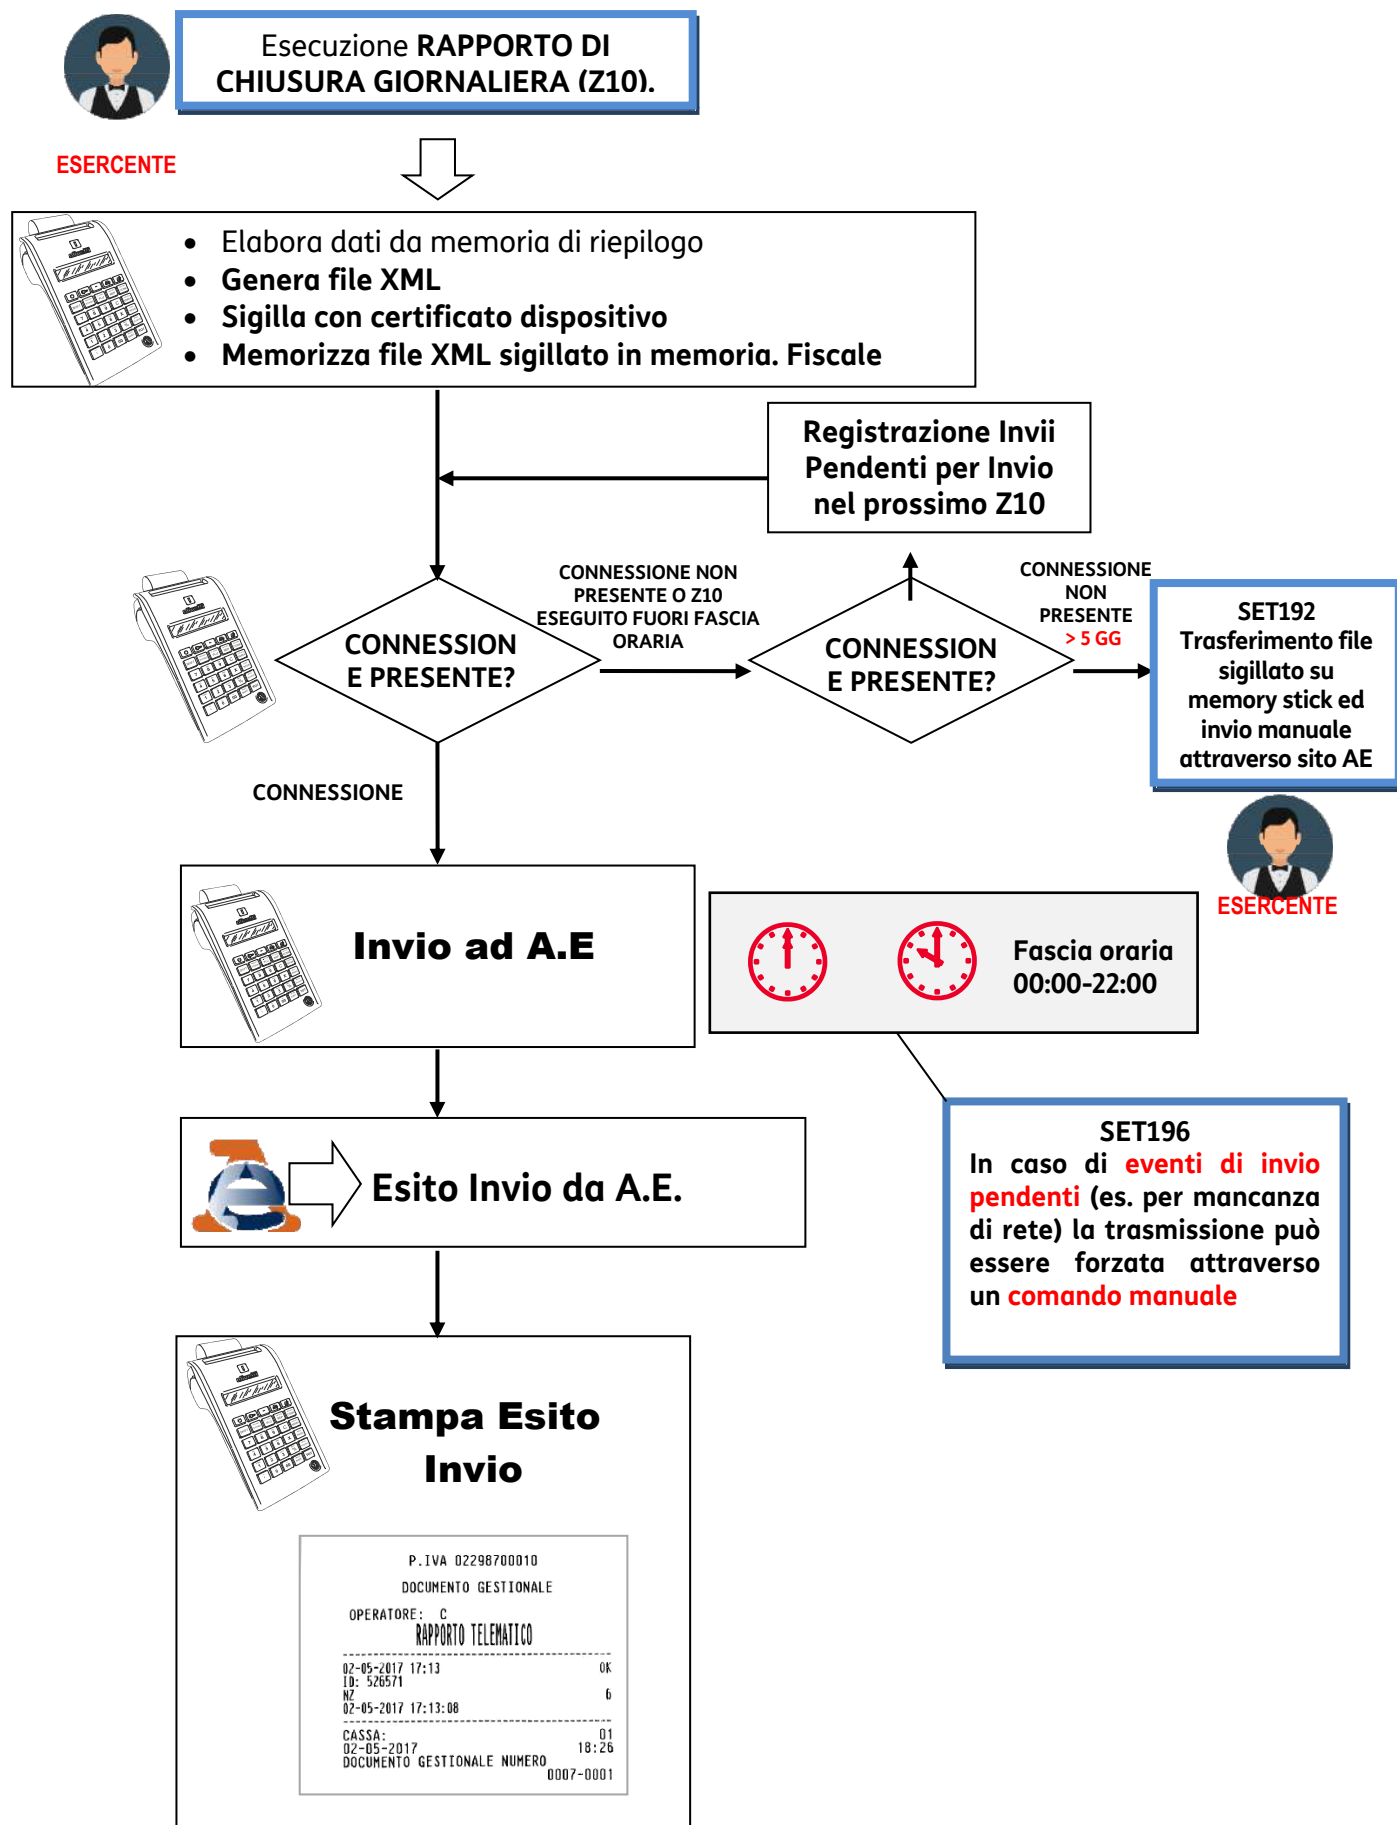 Esecuzione RAPPORTO DI
CHIUSURA GIORNALIERA (Z10).
ESERCENTE
• Elabora dati da memoria di riepilogo
• Genera file XML
• Sigilla con certificato dispositivo
• Memorizza file XML sigillato in memoria. Fiscale
Registrazione Invii
Pendenti per Invio
nel prossimo Z10
CONNESSIONE NON
PRESENTE O Z10
ESEGUITO FUORI FASCIA
ORARIA
CONNESSIONE
NON
PRESENTE
> 5 GG
CONNESSION
E PRESENTE?
CONNESSION
E PRESENTE?
SET192
Trasferimento file
sigillato su
memory stick ed
invio manuale
attraverso sito AE
CONNESSIONE
ESERCENTE
Invio ad A.E
Fascia oraria
00:00-22:00
Esito Invio da A.E.
SET196
In caso di eventi di invio
pendenti (es. per mancanza
di rete) la trasmissione può
essere forzata attraverso
un comando manuale
Stampa Esito
Invio
P.IVA 02298700010
DOCUMENTO GESTIONALE
OPERATORE: C
RAPPORTO TELEMATICO
02-05-2017 17:13 OK
ID: 526571
NZ 6
02-05-2017 17:13:08
CASSA: 01
02-05-2017 18:26
DOCUMENTO GESTIONALE NUMERO
0007-0001